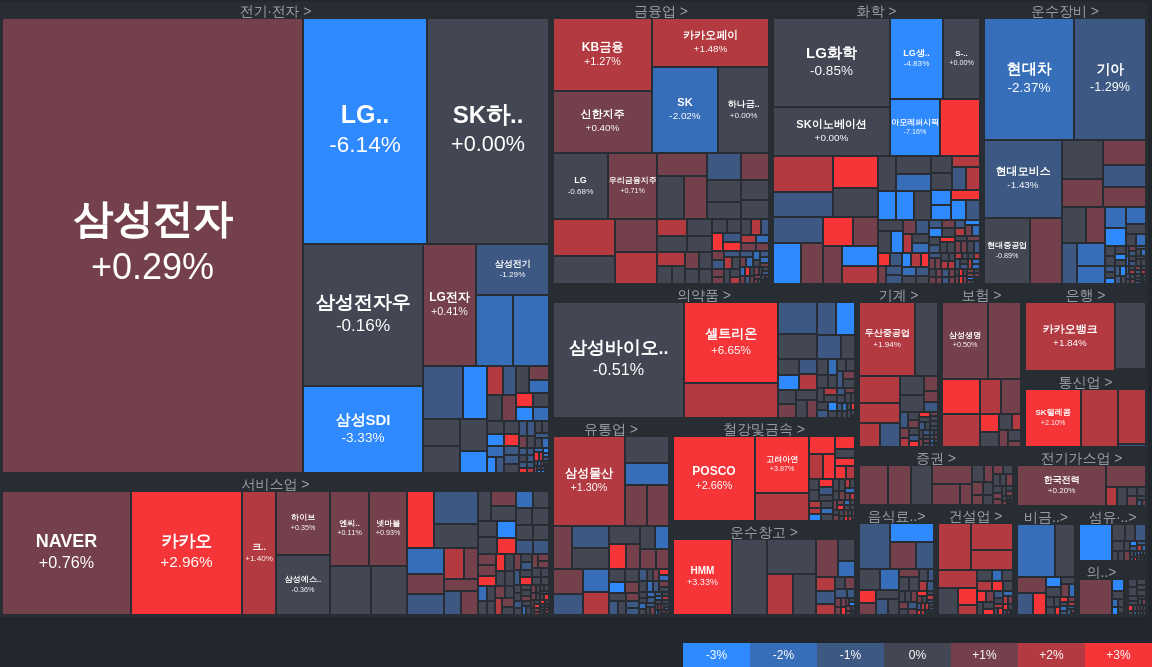 전기·전자 >
삼성전자
+0.29%
LG..
-6.14%
SK하..
+0.00%
삼성전자우
-0.16%
LG전자
+0.41%
삼성전기
-1.29%
삼성SDI
-3.33%
금융업 >
KB금융
+1.27%
카카오페이
+1.48%
신한지주
+0.40%
SK
-2.02%
하나금..
+0.00%
LG
-0.68%
우리금융지주
+0.71%
화학 >
LG화학
-0.85%
LG생..
-4.83%
S-..
+0.00%
SK이노베이션
+0.00%
아모레퍼시픽
-7.16%
운수장비 >
현대차
-2.37%
기아
-1.29%
현대모비스
-1.43%
현대중공업
-0.89%
의약품 >
삼성바이오..
-0.51%
셀트리온
+6.65%
기계 >
두산중공업
+1.94%
보험 >
삼성생명
+0.50%
은행 >
카카오뱅크
+1.84%
통신업 >
SK텔레콤
+2.10%
유통업 >
삼성물산
+1.30%
철강및금속 >
POSCO
+2.66%
고려아연
+3.87%
증권 >
전기가스업 >
한국전력
+0.20%
서비스업 >
NAVER
+0.76%
카카오
+2.96%
크..
+1.40%
하이브
+0.35%
삼성에스..
-0.36%
엔씨..
+0.11%
넷마블
+0.93%
운수창고 >
HMM
+3.33%
음식료..>
건설업 >
비금..>
섬유·..>
의..>
-3%
-2%
-1%
0%
+1%
+2%
+3%